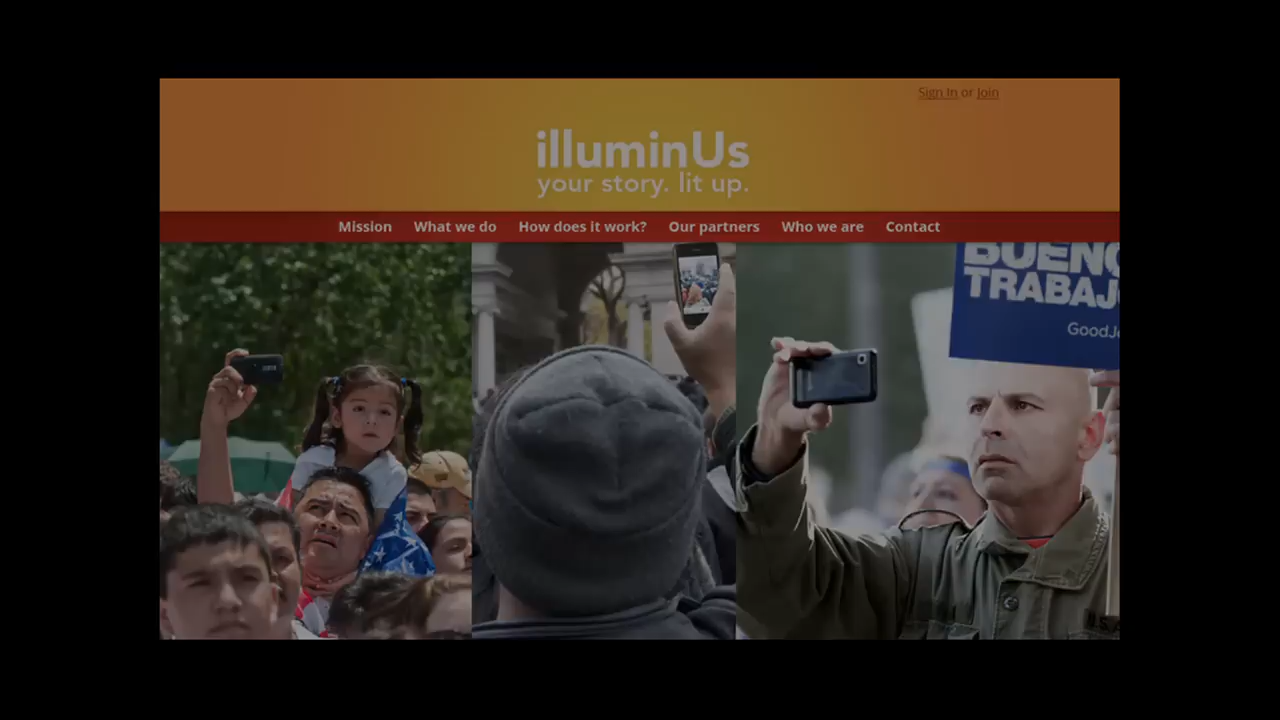 Sign In or Join
illuminUs
your story. lit up.
Mission What we do How does it work? Our partners Who we are Contact
BUENO
TRABAJ
GoodJ
U.S.A